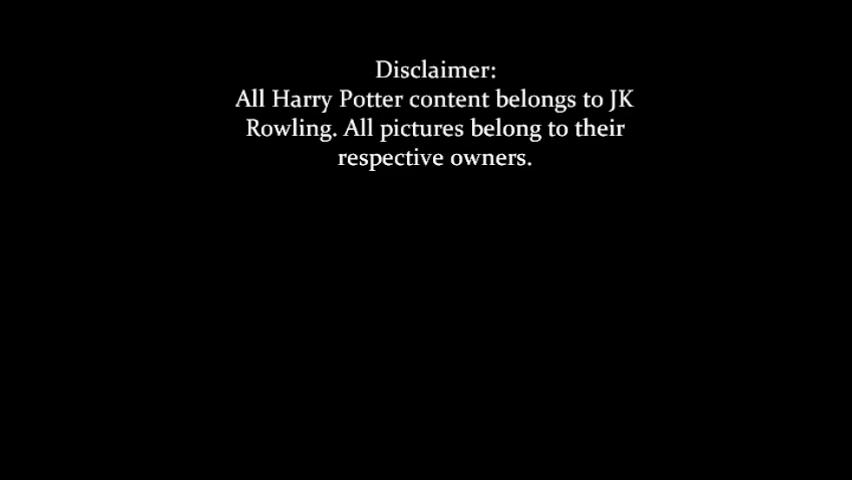 Disclaimer:
All Harry Potter content belongs to JK
Rowling. All pictures belong to their
respective owners.